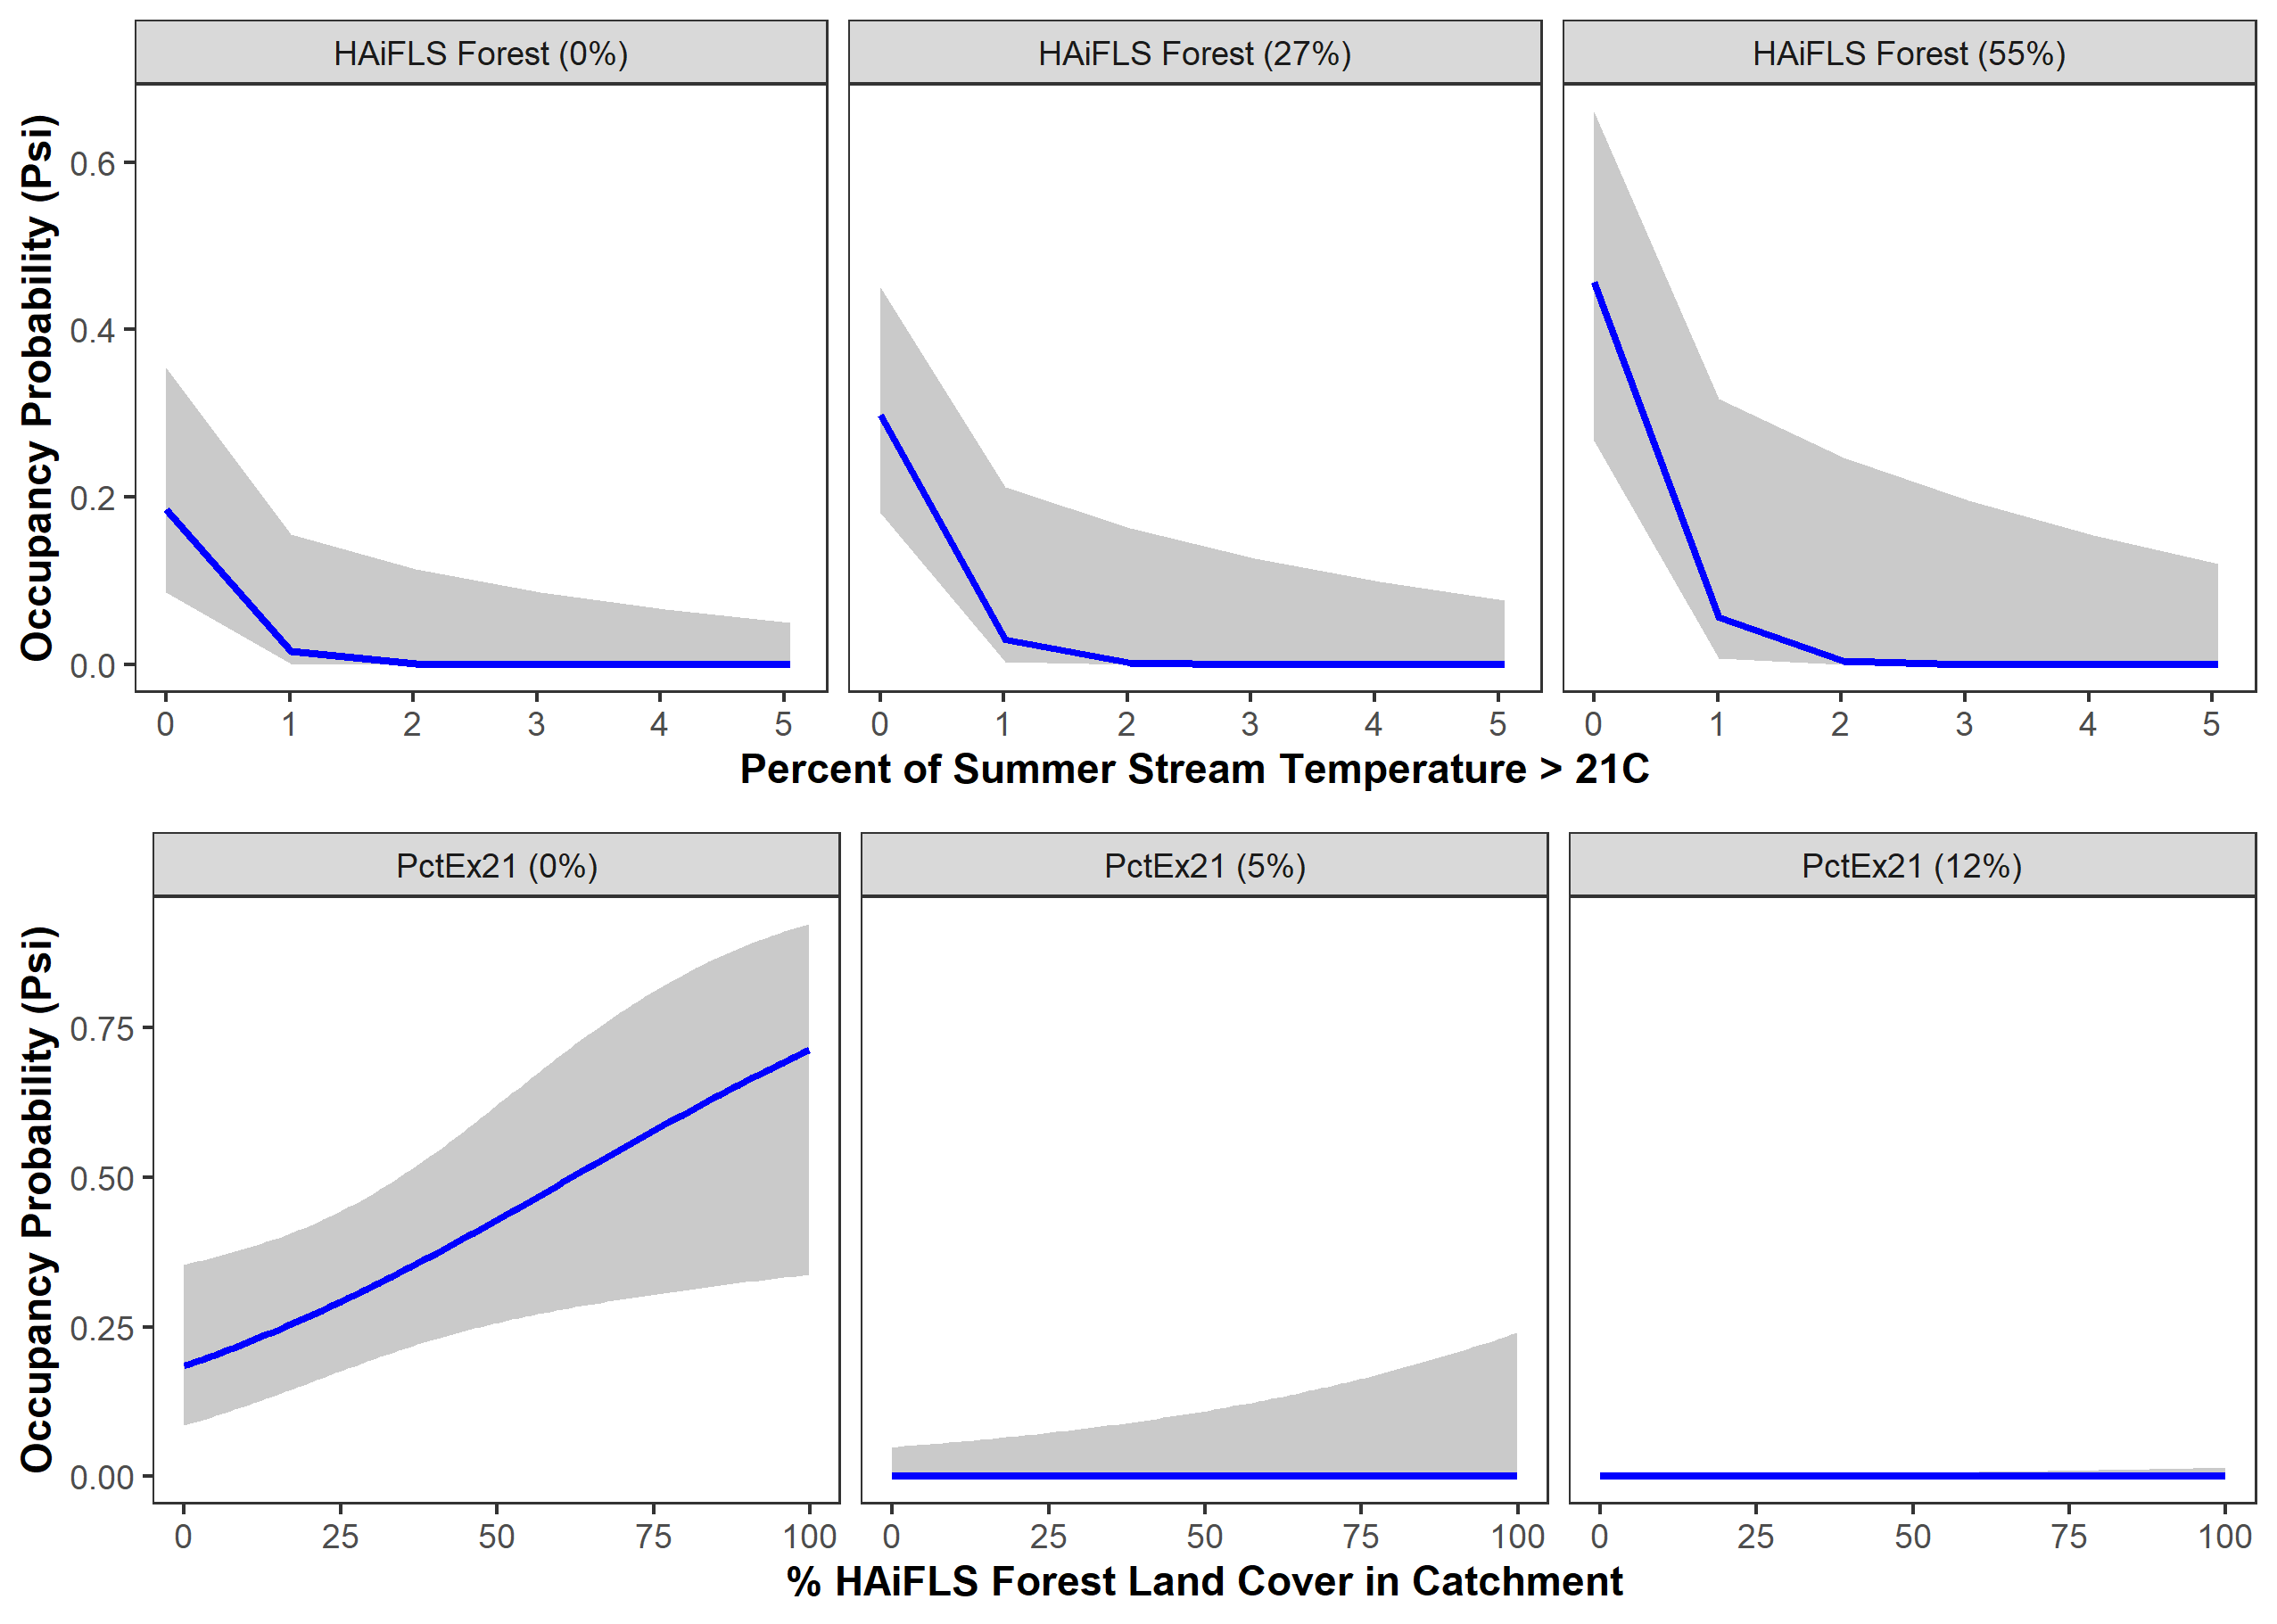 HAiFLS Forest (0%) HAiFLS Forest (27%) HAiFLS Forest (55%)
Occupancy Probability (Psi)
0.6
0.4
0.2
0.0
0 1 2 3 4 5 0 1 2 3 4 5 0 1 2 3 4 5
Percent of Summer Stream Temperature > 21C
PctEx21 (0%) PctEx21 (5%) PctEx21 (12%)
Occupancy Probability (Psi)
0.75
0.50
0.25
0.00
0 25 50 75 100 0 25 50 75 100 0 25 50 75 100
% HAiFLS Forest Land Cover in Catchment